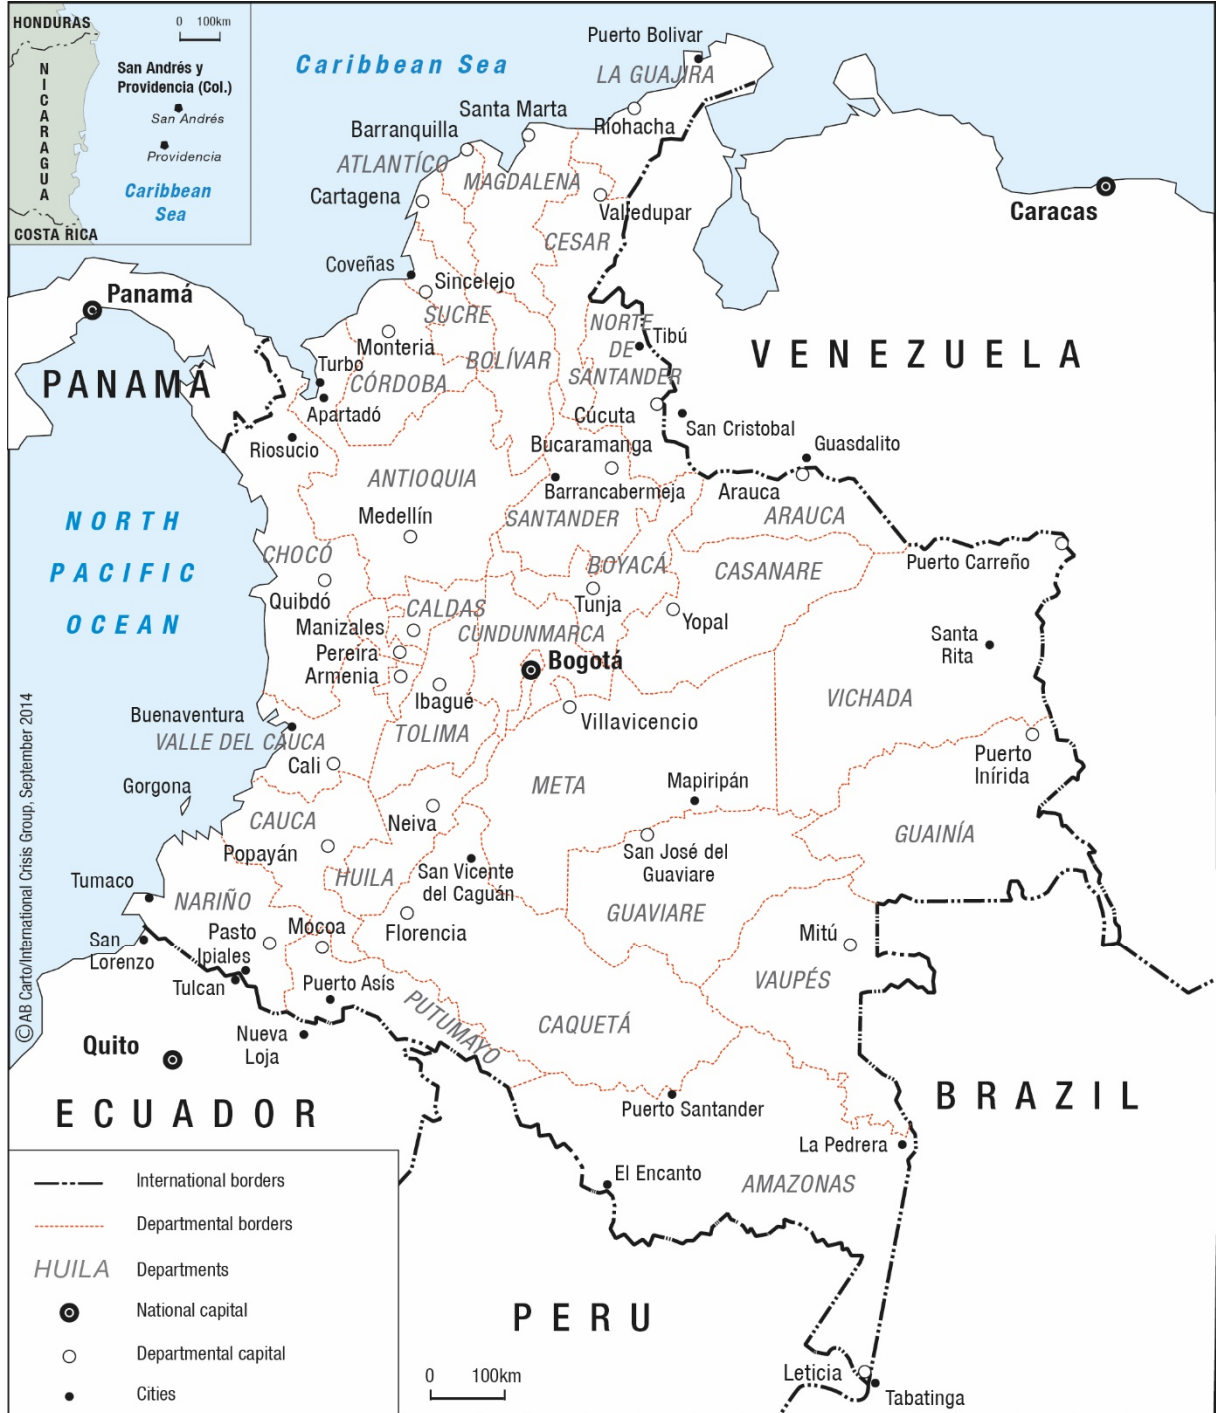 HONDURAS
0 100km
NICARAGUA
San Andrés y
Providencia (Col.)
San Andrés
Providencia
Caribbean
Sea
COSTA RICA
Caribbean Sea
Puerto Bolivar
LA GUAJIRA
Santa Marta
Ríohacha
Barranquilla
ATLANTÍCO
MAGDALENA
Cartagena
Valledupar
Caracas
CESAR
Coveñas
Sincelejo
Panamá
SUCRE
NORTE
DE
SANTANDER
Tibú
Monteria
BOLÍVAR
VENEZUELA
Turbo
PANAMÁ
CÓRDOBA
Apartadó
Cúcuta
San Cristobal
Riosucio
Bucaramanga
Guasdalito
ANTIOQUIA
Barrancabermeja
Arauca
SANTANDER
ARAUCA
Medellín
NORTH
PACIFIC
OCEAN
CHOCÓ
BOYACÁ
CASANARE
Puerto Carreño
Quibdó
CALDAS
Tunja
Manizales
CUNDUNMARCA
Yopal
Pereira
Bogotá
Santa
Rita
Armenia
Ibagué
VICHADA
Buenaventura
Villavicencio
VALLE DEL CAUCA
TOLIMA
Cali
Puerto
Inírida
Gorgona
META
Mapiripán
CAUCA
Neiva
GUAINÍA
Popayán
San José del
Guaviare
HUILA
San Vicente
del Caguán
Tumaco
NARIÑO
GUAVIARE
Pasto
Mocoa
Florencia
Mitú
San
Lorenzo
Ipiales
VAUPÉS
Tulcan
Puerto Asís
PUTUMAYO
CAQUETÁ
Quito
Nueva
Loja
ECUADOR
Puerto Santander
BRAZIL
La Pedrera
El Encanto
AMAZONAS
PERU
0 100km
Leticia
Tabatinga
International borders
Departmental borders
HUILA Departments
National capital
Departmental capital
Cities
© AB Carto/International Crisis Group, September 2014